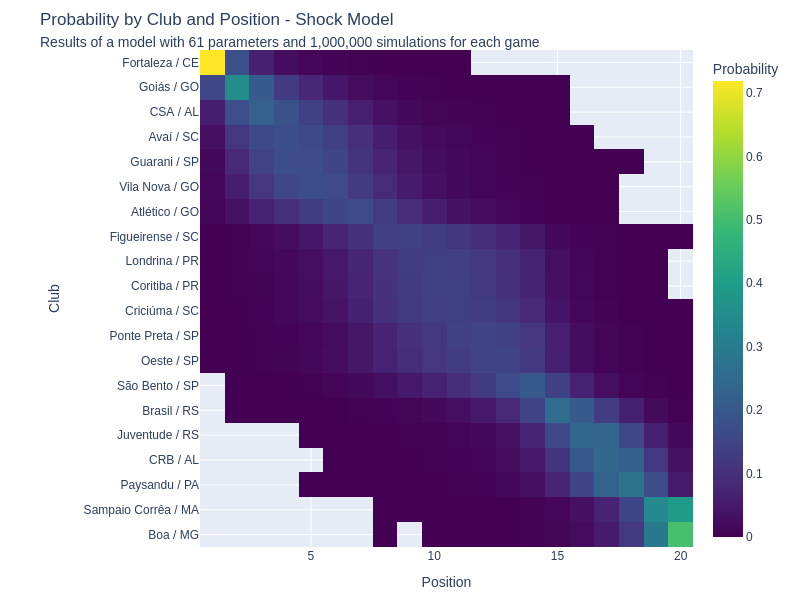 Probability by Club and Position - Shock Model
Results of a model with 61 parameters and 1,000,000 simulations for each game
Probability
Club
Fortaleza / CE
Goiás / GO
CSA / AL
Avaí / SC
Guarani / SP
Vila Nova / GO
Atlético / GO
Figueirense / SC
Londrina / PR
Coritiba / PR
Criciúma / SC
Ponte Preta / SP
Oeste / SP
São Bento / SP
Brasil / RS
Juventude / RS
CRB / AL
Paysandu / PA
Sampaio Corrêa / MA
Boa / MG
5
10
15
20
Position
0.7
0.6
0.5
0.4
0.3
0.2
0.1
0